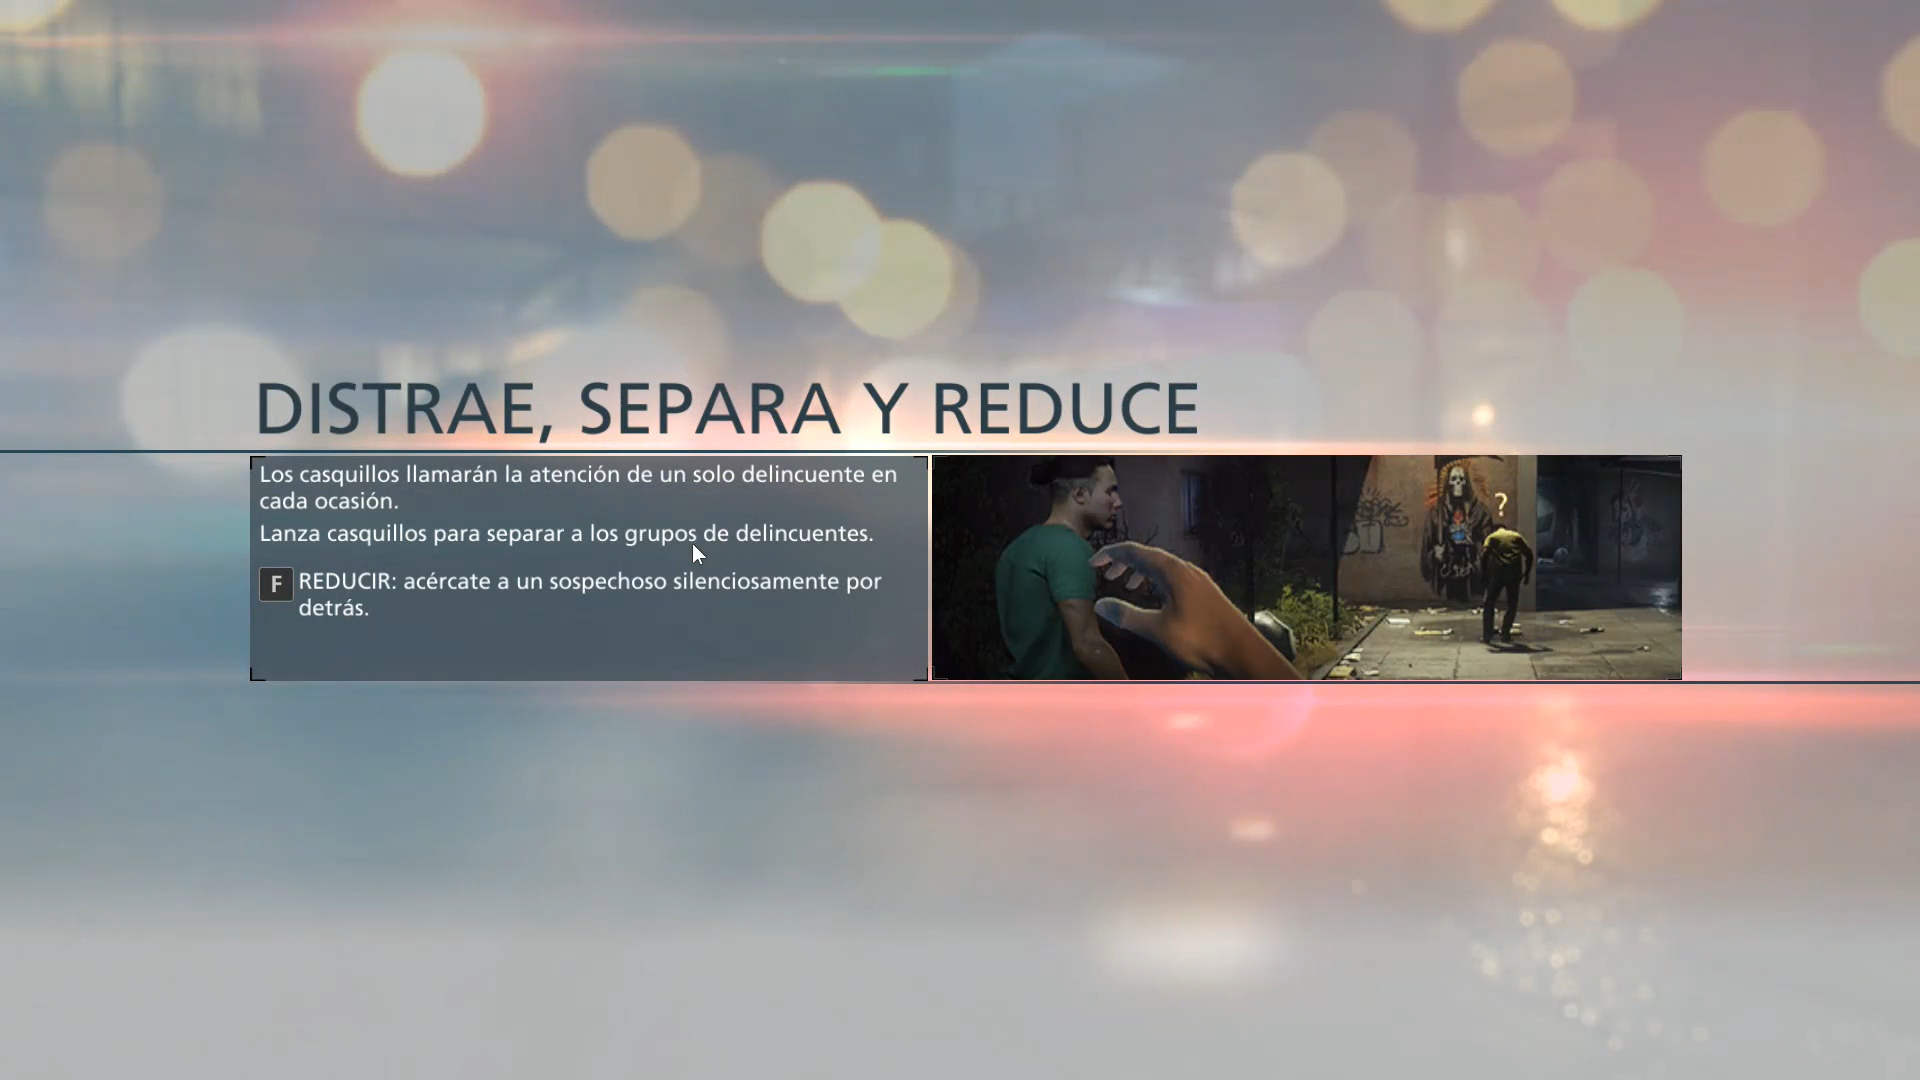 DISTRAE, SEPARA Y REDUCE
Los casquillos llamarán la atención de un solo delincuente en
cada ocasión.
Lanza casquillos para separar a los grupos de delincuentes.
F REDUCIR: acércate a un sospechoso silenciosamente por
detrás.
?